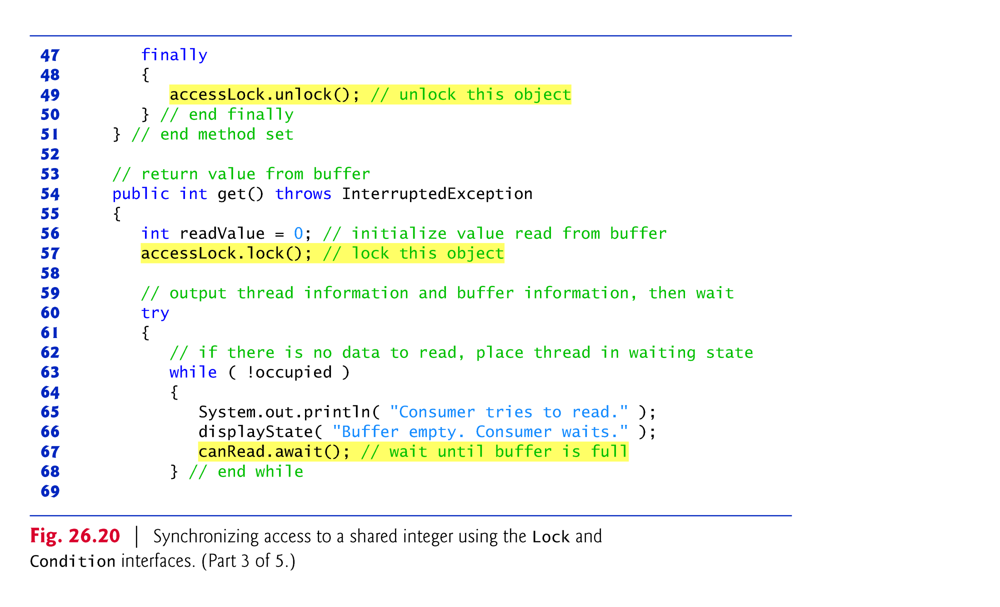 47 finally
48 {
49 accessLock.unlock(); // unlock this object
50 } // end finally
51 } // end method set
52
53 // return value from buffer
54 public int get() throws InterruptedException
55 {
56 int readValue = 0; // initialize value read from buffer
57 accessLock.lock(); // lock this object
58
59 // output thread information and buffer information, then wait
60 try
61 {
62 // if there is no data to read, place thread in waiting state
63 while ( !occupied )
64 {
65 System.out.println( "Consumer tries to read." );
66 displayState( "Buffer empty. Consumer waits." );
67 canRead.await(); // wait until buffer is full
68 } // end while
69
Fig. 26.20 | Synchronizing access to a shared integer using the Lock and
Condition interfaces. (Part 3 of 5.)